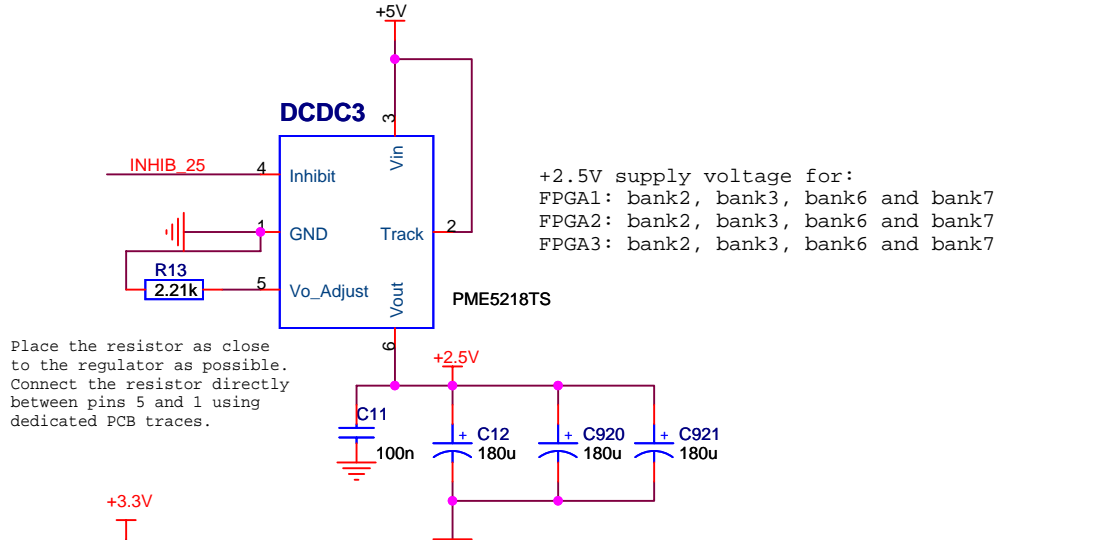 +5V
DCDC3
3
Vin
INHIB_25
4
Inhibit
+2.5V supply voltage for:
FPGA1: bank2, bank3, bank6 and bank7
FPGA2: bank2, bank3, bank6 and bank7
FPGA3: bank2, bank3, bank6 and bank7
1
GND
Track
2
R13
2.21k
5
Vo_Adjust
Vout
PME5218TS
6
Place the resistor as close
to the regulator as possible.
Connect the resistor directly
between pins 5 and 1 using
dedicated PCB traces.
+2.5V
C11
100n
+
C12
180u
+
C920
180u
+
C921
180u
+3.3V